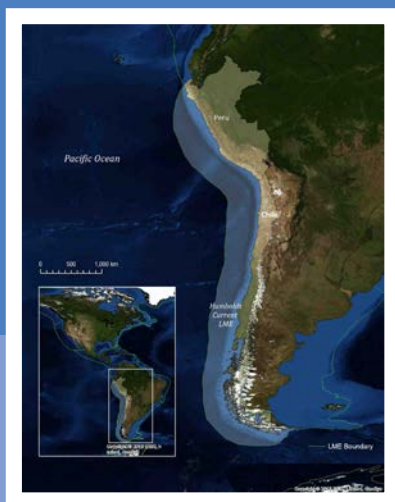 Peru
Pacific Ocean
Chile
0 500 1,000 km
Humboldt
Current
LME
LME Boundary